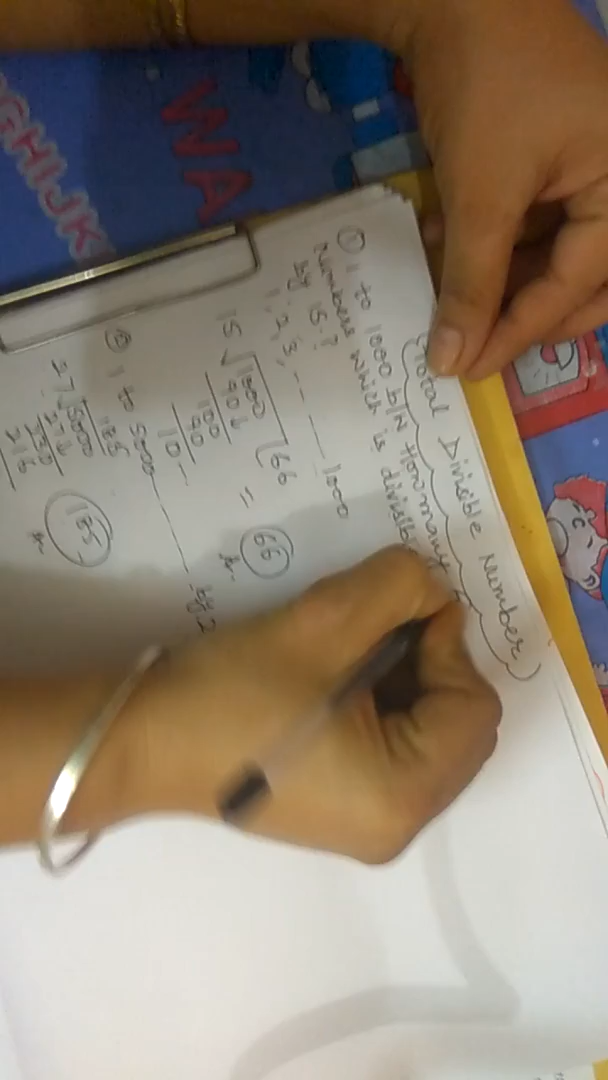 (Total Divisible Number)
① 1 to 1000 b/w How many
numbers which is divisible
by 15?
1, 2, 3, - - - - 1000
15 √1000 (66 = 66
90↓
100
90
10
② 1 to 5000 by 2
185
27√5000 185
27↓
230
216
WA
GHIJK